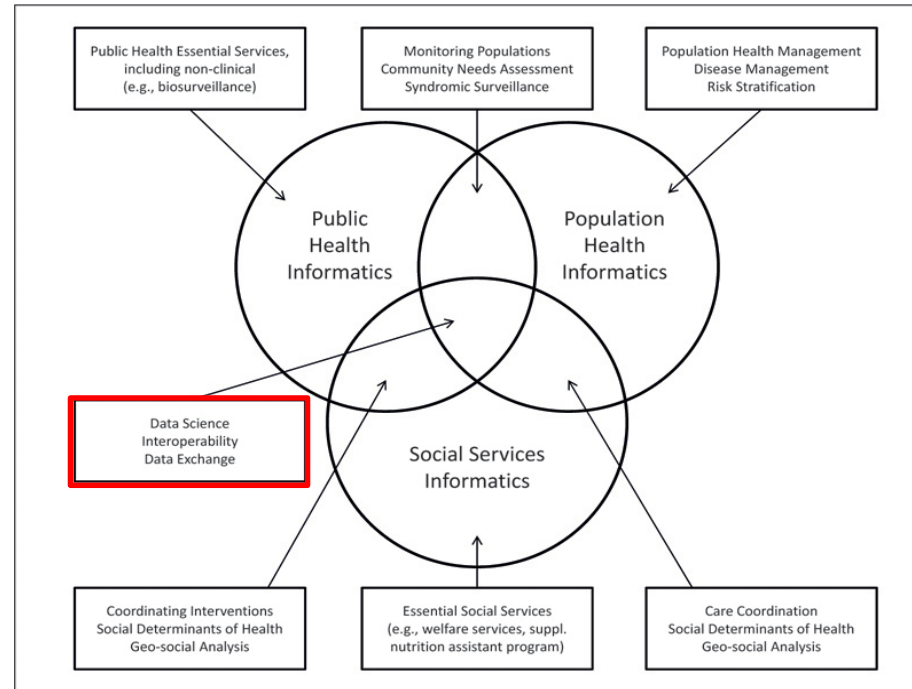 Public Health Essential Services,
including non-clinical
(e.g., biosurveillance)
Monitoring Populations
Community Needs Assessment
Syndromic Surveillance
Population Health Management
Disease Management
Risk Stratification
Public
Health
Informatics
Population
Health
Informatics
Data Science
Interoperability
Data Exchange
Social Services
Informatics
Coordinating Interventions
Social Determinants of Health
Geo-social Analysis
Essential Social Services
(e.g., welfare services, suppl.
nutrition assistant program)
Care Coordination
Social Determinants of Health
Geo-social Analysis